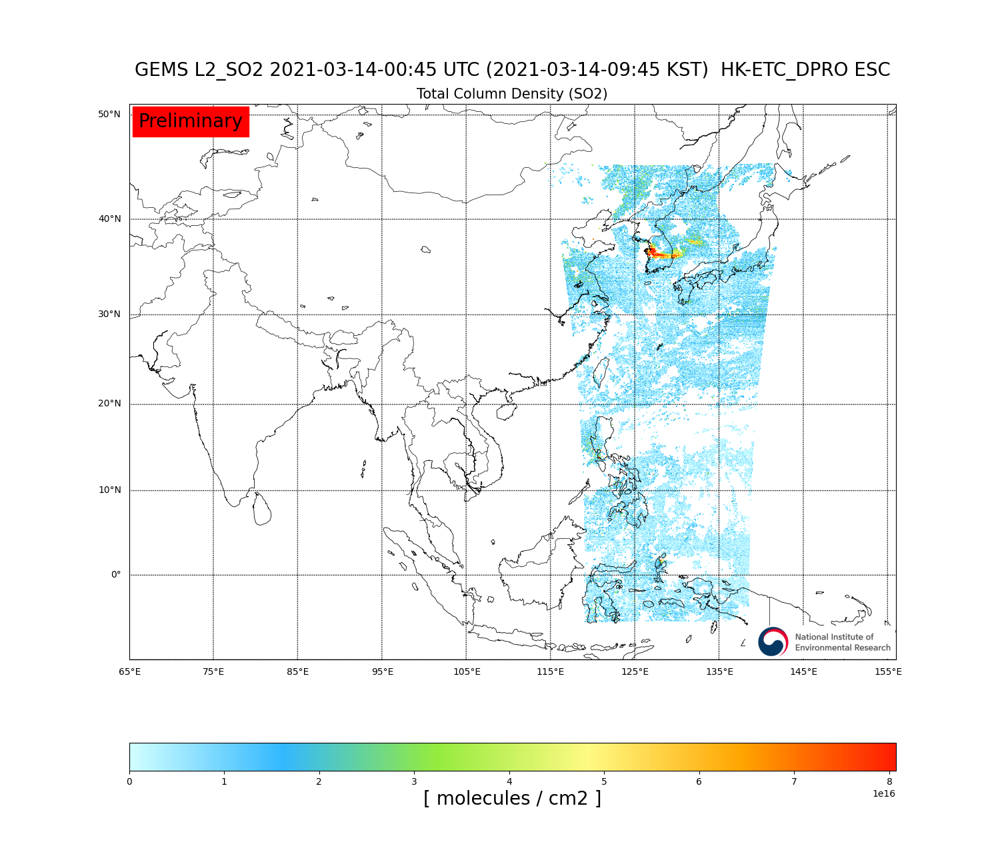 GEMS L2_SO2 2021-03-14-00:45 UTC (2021-03-14-09:45 KST)  HK-ETC_DPRO ESC
Total Column Density (SO2)
Preliminary
50°N
40°N
30°N
20°N
10°N
0°
National Institute of
Environmental Research
65°E 75°E 85°E 95°E 105°E 115°E 125°E 135°E 145°E 155°E
0 1 2 3 4 5 6 7 8
1e16
[ molecules / cm2 ]